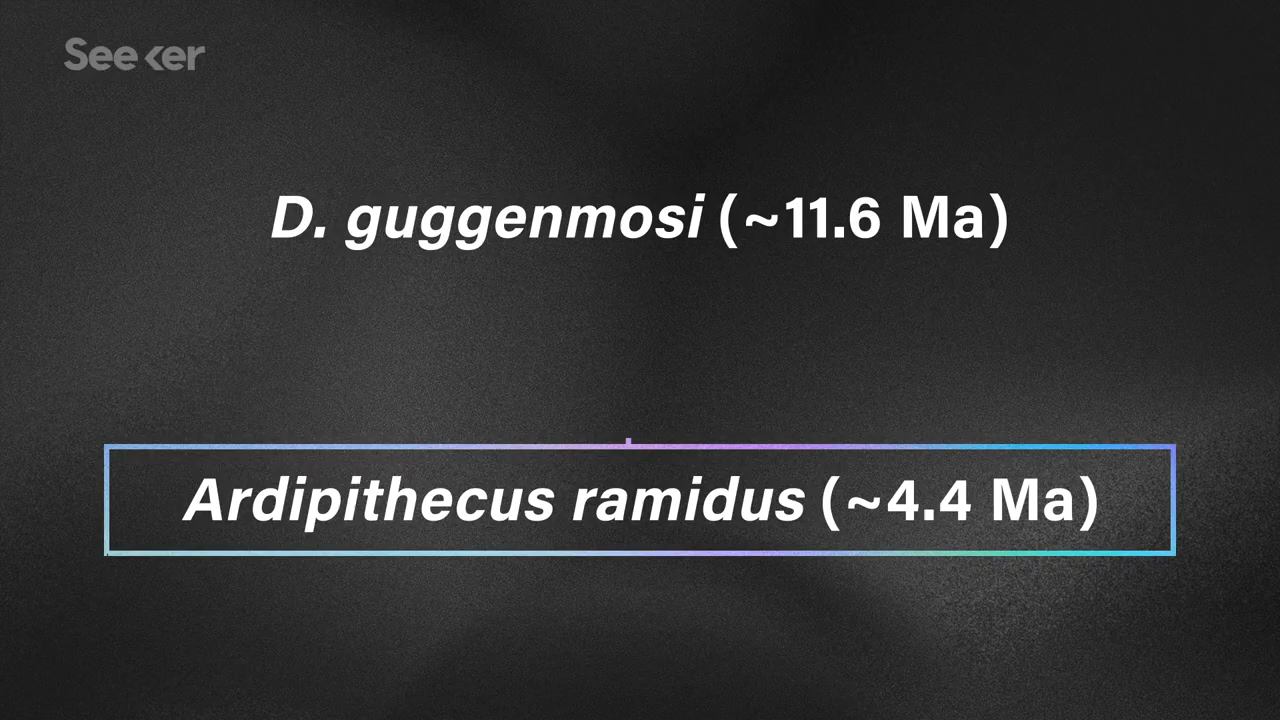 Seeker
D. guggenmosi (~11.6 Ma)
Ardipithecus ramidus (~4.4 Ma)